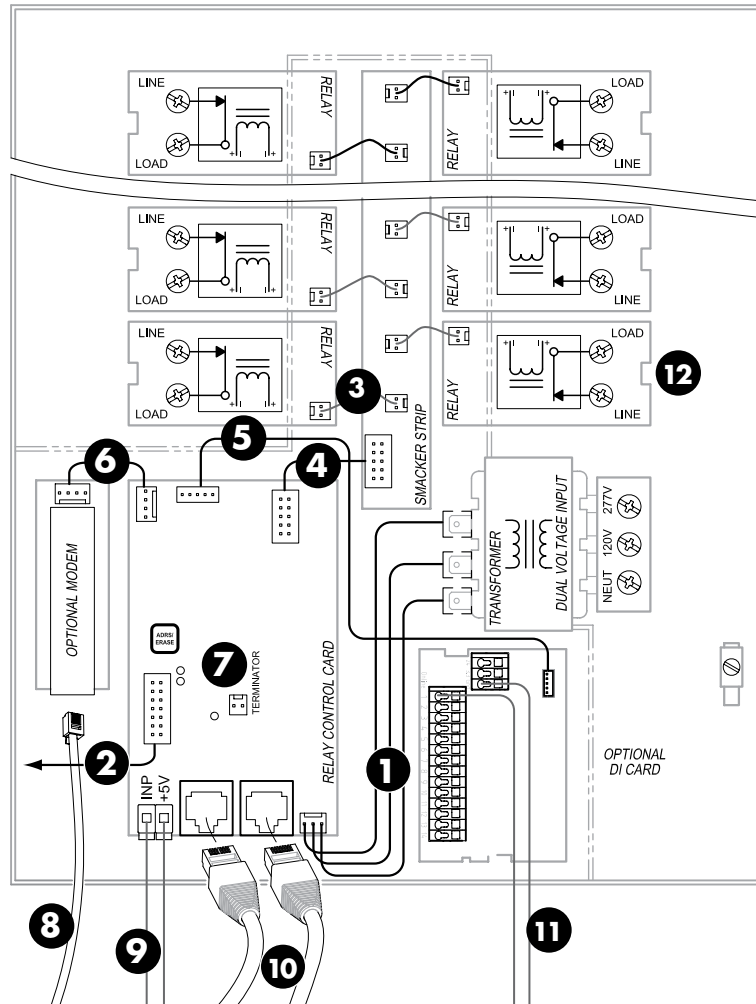 LINE
LOAD
RELAY
RELAY
LOAD
LINE
LINE
LOAD
RELAY
RELAY
LOAD
LINE
LINE
LOAD
RELAY
3
RELAY
LOAD
LINE
12
SMACKER STRIP
6
5
4
OPTIONAL MODEM
TRANSFORMER
DUAL VOLTAGE INPUT
277V
120V
NEUT
ADRS/
ERASE
7
TERMINATOR
RELAY CONTROL CARD
2
INP
+5V
1
OPTIONAL
DI CARD
8
9
10
11